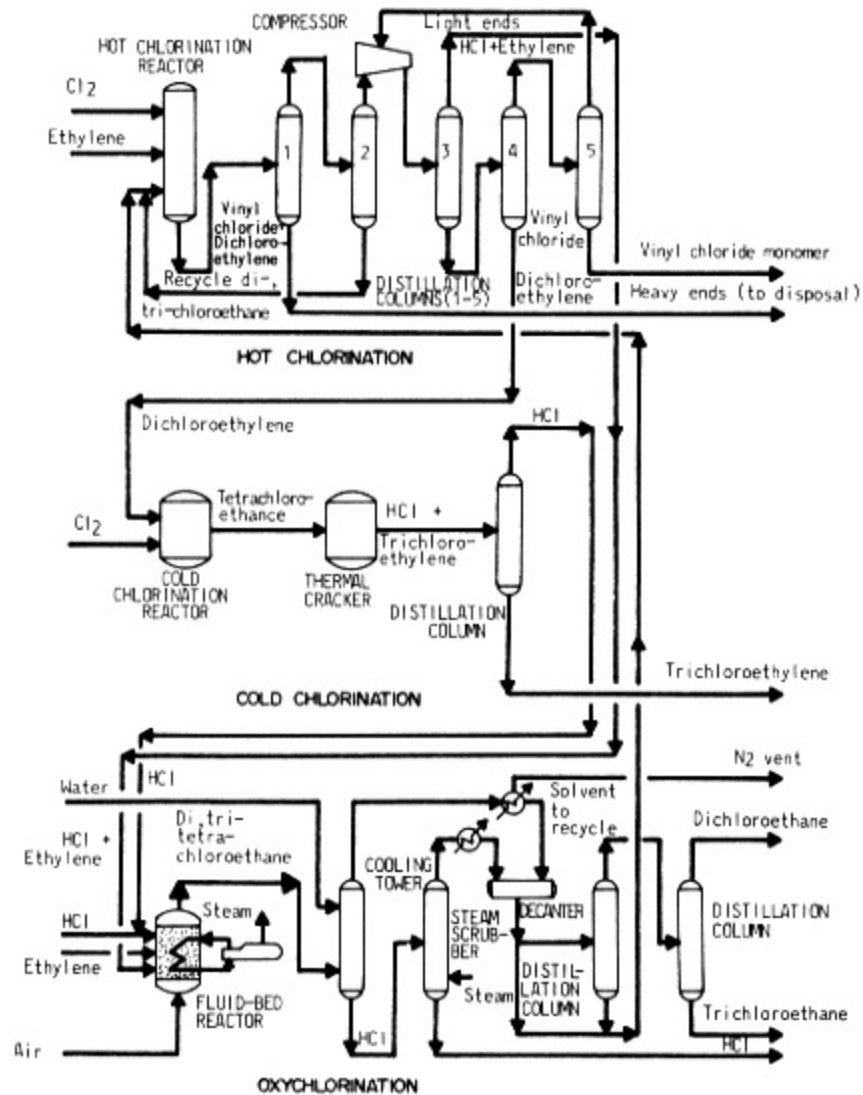 COMPRESSOR
Light ends
HCl+Ethylene
HOT CHLORINATION
REACTOR
Cl2
Ethylene
1
2
3
4
5
Vinyl
chloride+
Dichloro-
ethylene
Vinyl
chloride
Vinyl chloride monomer
Recycle di-,
tri-chloroethane
DISTILLATION
COLUMNS(1-5)
Dichloro-
ethylene
Heavy ends (to disposal)
HOT CHLORINATION
Dichloroethylene
HCl
Cl2
Tetrachloro-
ethance
HCl +
Trichloro-
ethylene
COLD
CHLORINATION
REACTOR
THERMAL
CRACKER
DISTILLATION
COLUMN
Trichloroethylene
COLD CHLORINATION
N2 vent
HCl
Water
Solvent
to
recycle
Di,tri-
tetra-
chloroethane
Dichloroethane
HCl +
Ethylene
COOLING
TOWER
HCl
Steam
DECANTER
STEAM
SCRUB-
BER
DISTILLATION
COLUMN
Ethylene
Steam
DISTIL-
LATION
COLUMN
FLUID-BED
REACTOR
Trichloroethane
Air
HCl
HCl
OXYCHLORINATION